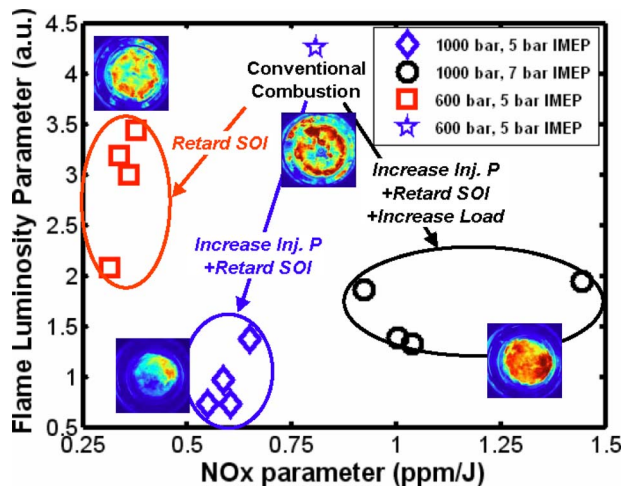 Flame Luminosity Parameter (a.u.)
4.5
4
3.5
3
2.5
2
1.5
1
0.5
0.25
0.5
0.75
1
1.25
1.5
NOx parameter (ppm/J)
1000 bar, 5 bar IMEP
1000 bar, 7 bar IMEP
600 bar, 5 bar IMEP
600 bar, 5 bar IMEP
Conventional
Combustion
Retard SOI
Increase Inj. P
+Retard SOI
+Increase Load
Increase Inj. P
+Retard SOI